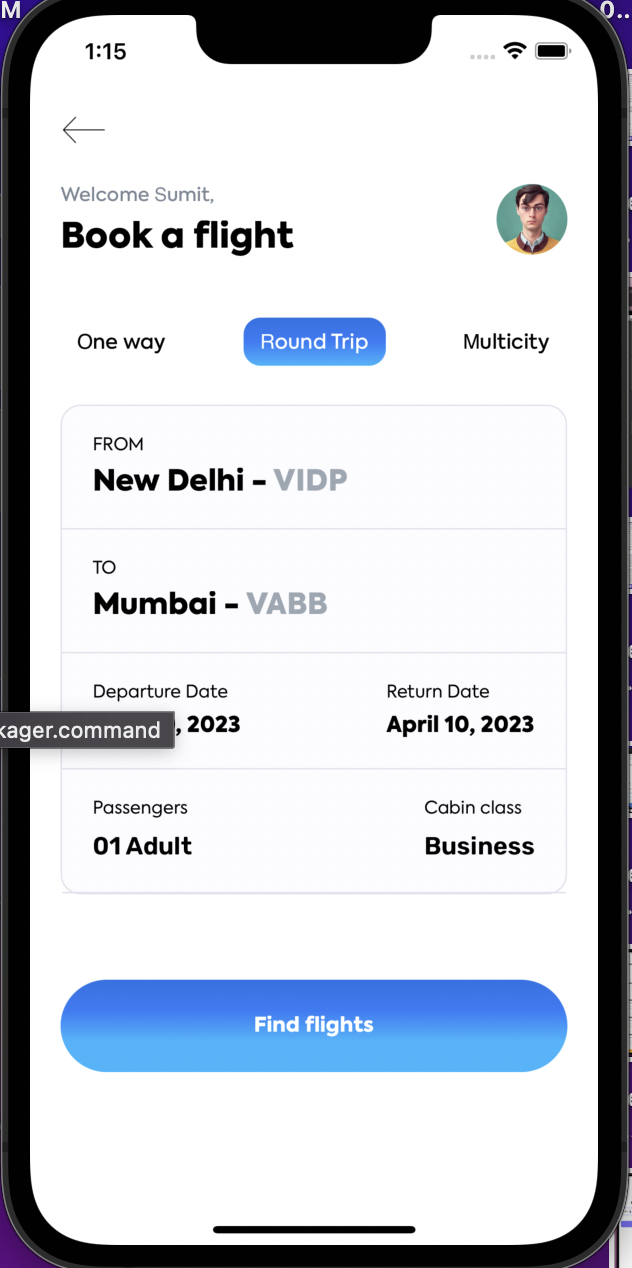 M
0..
1:15
Welcome Sumit,
Book a flight
One way Round Trip Multicity
FROM
New Delhi – VIDP
TO
Mumbai – VABB
Departure Date Return Date
, 2023 April 10, 2023
kager.command
Passengers Cabin class
01 Adult Business
Find flights